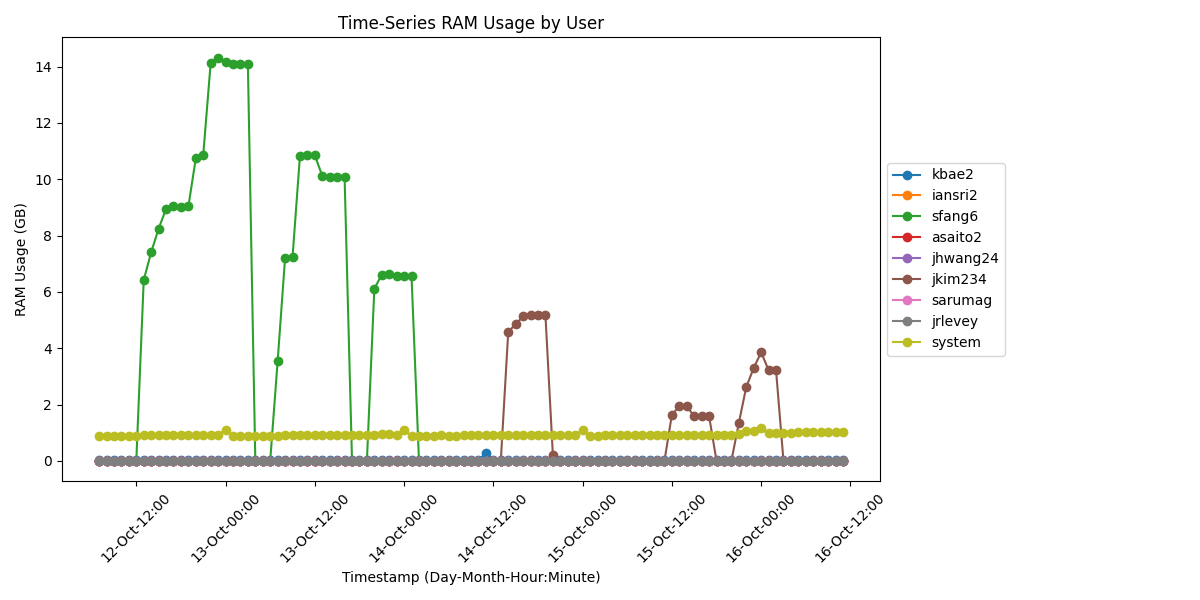 Time-Series RAM Usage by User
RAM Usage (GB)
14
12
10
8
6
4
2
0
12-Oct-12:00
13-Oct-00:00
13-Oct-12:00
14-Oct-00:00
14-Oct-12:00
15-Oct-00:00
15-Oct-12:00
16-Oct-00:00
16-Oct-12:00
Timestamp (Day-Month-Hour:Minute)
kbae2
iansri2
sfang6
asaito2
jhwang24
jkim234
sarumag
jrlevey
system